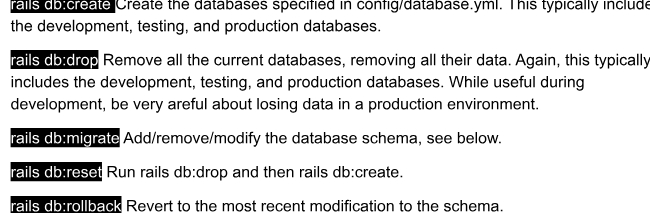 rails db:create Create the databases specified in config/database.yml. This typically include
the development, testing, and production databases.
rails db:drop Remove all the current databases, removing all their data. Again, this typically
includes the development, testing, and production databases. While useful during
development, be very areful about losing data in a production environment.
rails db:migrate Add/remove/modify the database schema, see below.
rails db:reset Run rails db:drop and then rails db:create.
rails db:rollback Revert to the most recent modification to the schema.